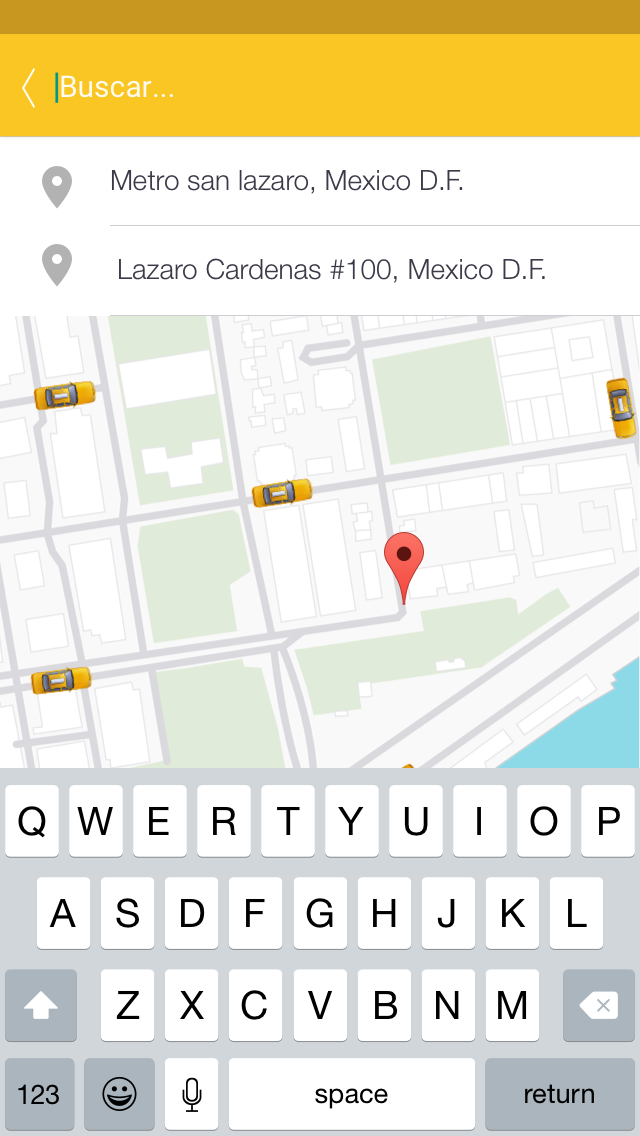 Buscar...
Metro san lazaro, Mexico D.F.
Lazaro Cardenas #100, Mexico D.F.
Q W E R T Y U I O P
A S D F G H J K L
Z X C V B N M
123 space return